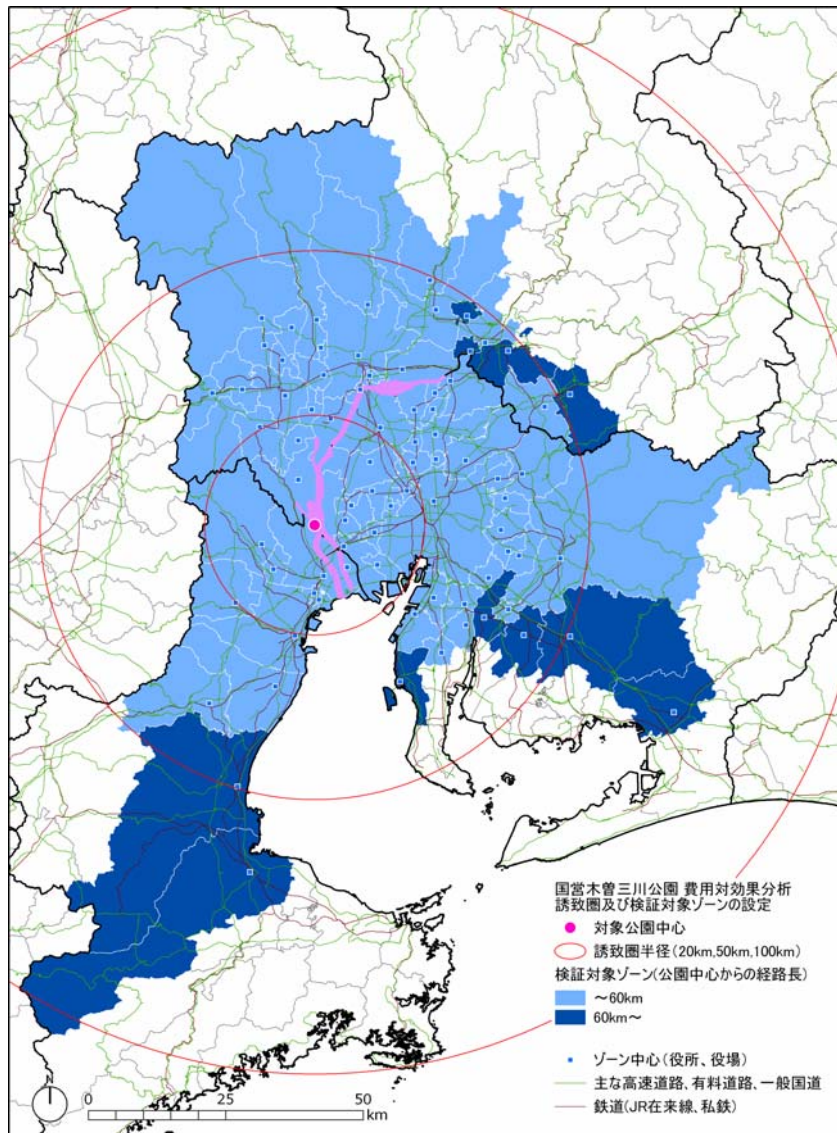 国営木曽三川公園 費用対効果分析
誘致圏及び検証対象ゾーンの設定
対象公園中心
誘致圏半径(20km,50km,100km)
検証対象ゾーン(公園中心からの経路長)
～60km
60km～
ゾーン中心(役所、役場)
主な高速道路、有料道路、一般国道
鉄道(JR在来線、私鉄)
N
0 25 50
km